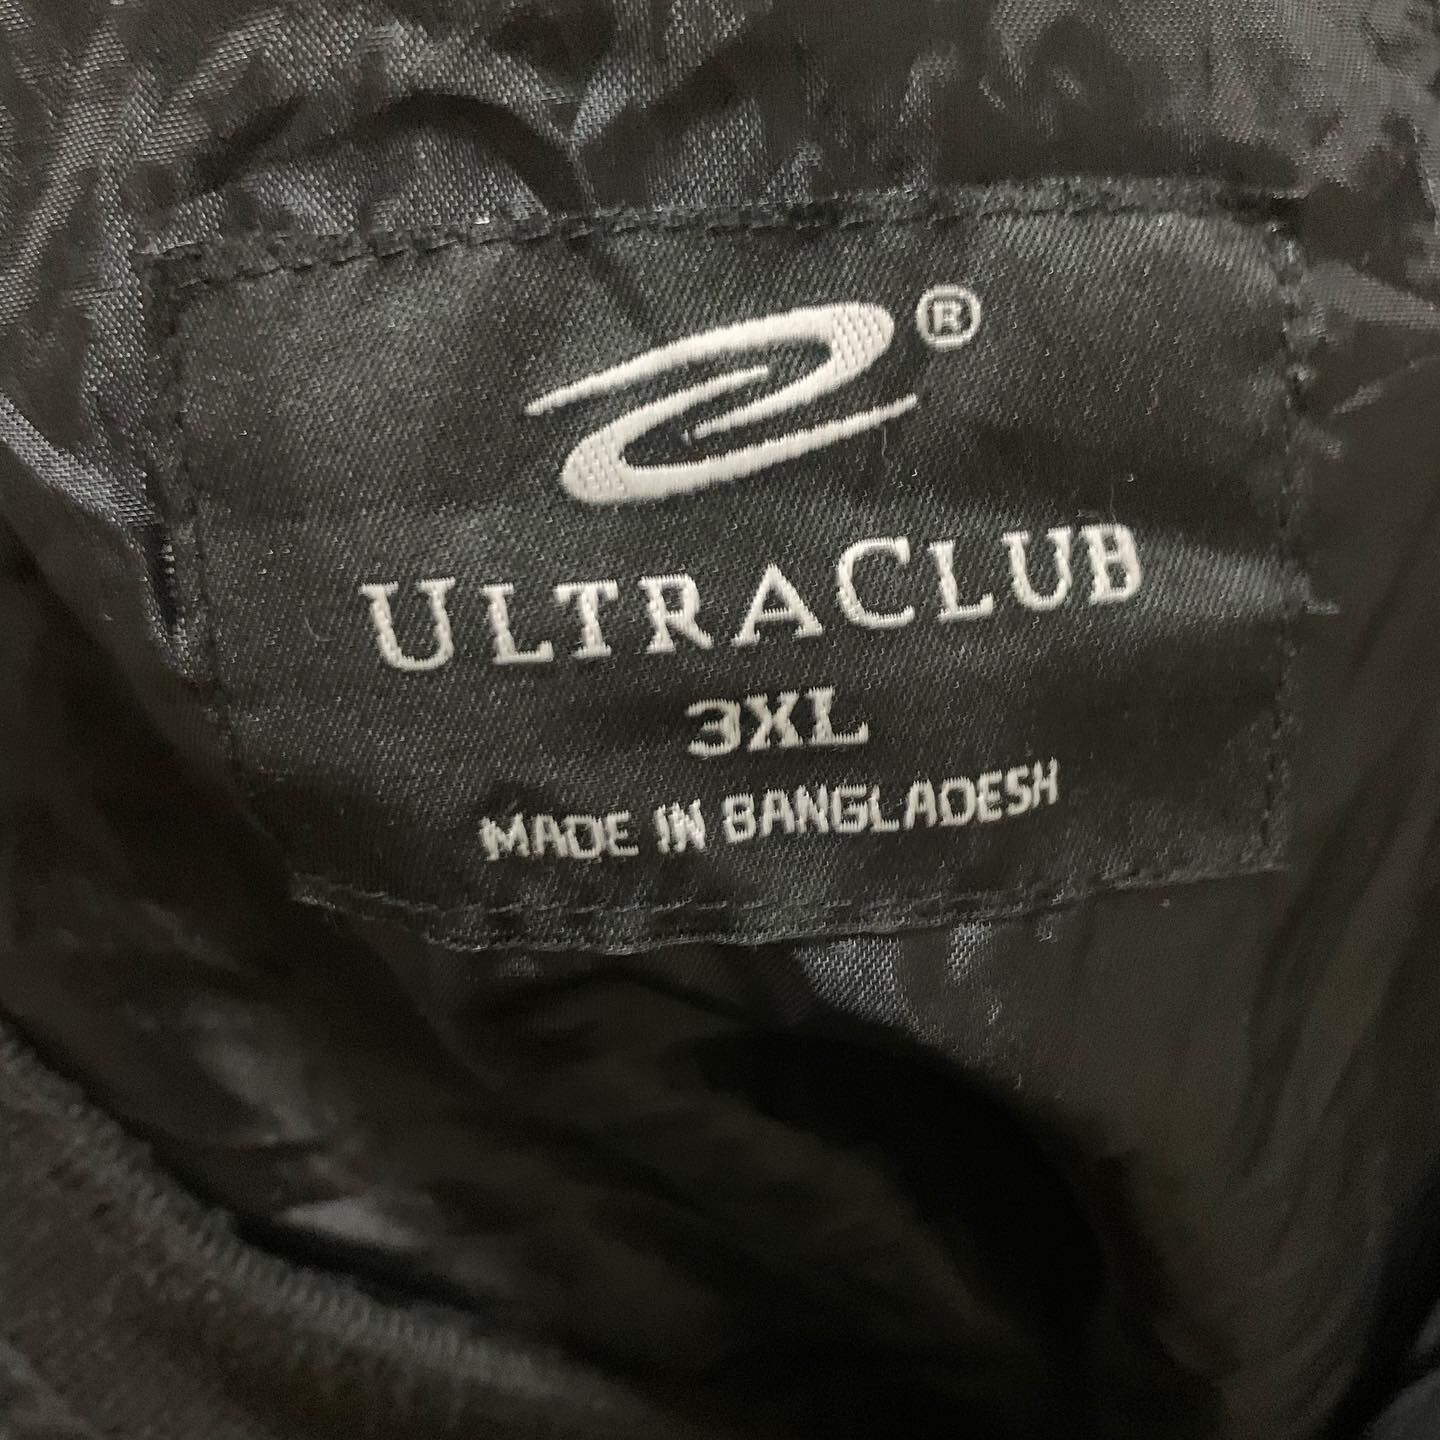 ®
ULTRACLUB
3XL
MADE IN BANGLADESH